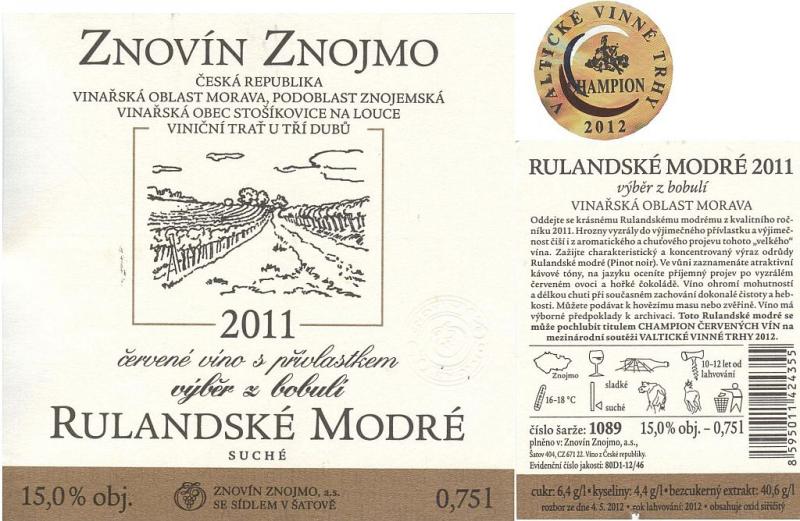 ZNOVÍN ZNOJMO
ČESKÁ REPUBLIKA
VINAŘSKÁ OBLAST MORAVA, PODOBLAST ZNOJEMSKÁ
VINAŘSKÁ OBEC STOŠÍKOVICE NA LOUCE
VINIČNÍ TRAŤ U TŘÍ DUBŮ
2011
červené víno s přívlastkem
výběr z bobulí
RULANDSKÉ MODRÉ
SUCHÉ
15,0% obj.
ZNOVÍN ZNOJMO, a.s.
SE SÍDLEM V ŠATOVĚ
0,75l
VALTICKÉ VINNÉ TRHY
CHAMPION
2012
RULANDSKÉ MODRÉ 2011
výběr z bobulí
VINAŘSKÁ OBLAST MORAVA
Oddejte se krásnému Rulandskému modrému z kvalitního roč-
níku 2011. Hrozny vyzrály do výjimečného přívlastku a výjimeč-
nost čiší i z aromatického a chuťového projevu tohoto „velkého“
vína. Zažijte charakteristický a koncentrovaný výraz odrůdy
Rulandské modré (Pinot noir). Ve vůni zaznamenáte atraktivní
kávové tóny, na jazyku oceníte příjemný projev po vyzrálém
červeném ovoci a hořké čokoládě. Víno ohromí mohutností
a délkou chuti při současném zachování dokonalé čistoty a heb-
kosti. Můžete podávat k hovězímu masu nebo zvěřině. Víno má
výborné předpoklady k archivaci. Toto Rulandské modré se
může pochlubit titulem CHAMPION ČERVENÝCH VÍN na
mezinárodní soutěži VALTICKÉ VINNÉ TRHY 2012.
Znojmo
10–12 let od
lahvování
16–18 °C
sladké
suché
číslo šarže: 1089 15,0% obj. – 0,75l
plněno v: Znovín Znojmo, a.s.,
Šatov 404, CZ 671 22. Víno z České republiky.
Evidenční číslo jakosti: 80D1-12/46
8595011424355
cukr: 6,4 g/l • kyseliny: 4,4 g/l • bezcukerný extrakt: 40,6 g/l
rozbor ze dne 4. 5. 2012 • rok lahvování: 2012 • obsahuje oxid siřičitý